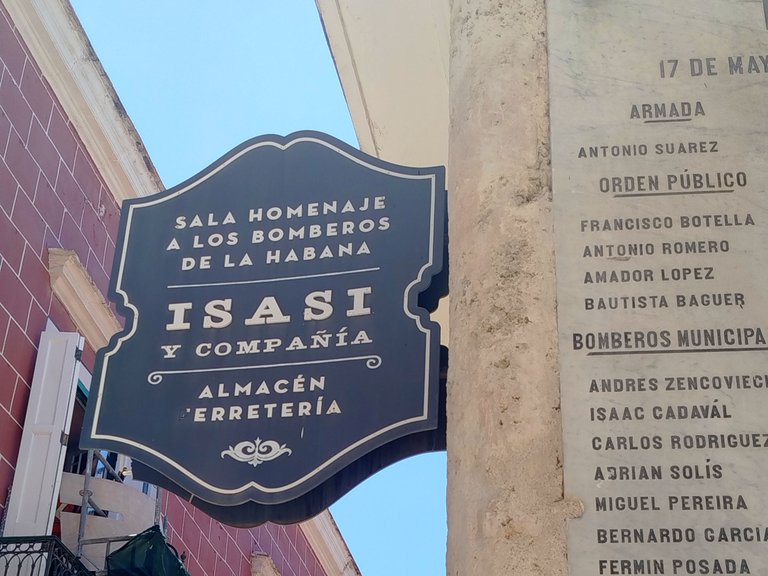 SALA HOMENAJE
A LOS BOMBEROS
DE LA HABANA
ISASI
Y COMPAÑÍA
ALMACÉN
FERRETERÍA
17 DE MAY
ARMADA
ANTONIO SUAREZ
ORDEN PÚBLICO
FRANCISCO BOTELLA
ANTONIO ROMERO
AMADOR LOPEZ
BAUTISTA BAGUER
BOMBEROS MUNICIPA
ANDRES ZENCOVIECH
ISAAC CADAVÁL
CARLOS RODRIGUEZ
ADRIAN SOLÍS
MIGUEL PEREIRA
BERNARDO GARCIA
FERMIN POSADA